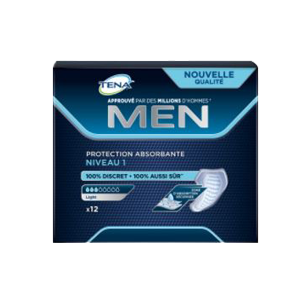 NOUVELLE
QUALITÉ
TENA
APPROUVÉ PAR DES MILLIONS D'HOMMES*
MEN
PROTECTION ABSORBANTE
NIVEAU 1
100% DISCRET • 100% AUSSI SÛR*
Light
x12